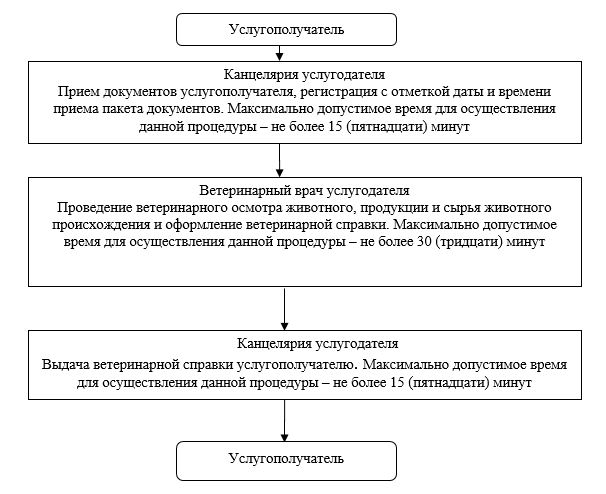 Услугополучатель
Канцелярия услугодателя
Прием документов услугополучателя, регистрация с отметкой даты и времени
приема пакета документов. Максимально допустимое время для осуществления
данной процедуры – не более 15 (пятнадцати) минут
Ветеринарный врач услугодателя
Проведение ветеринарного осмотра животного, продукции и сырья животного
происхождения и оформление ветеринарной справки. Максимально допустимое
время для осуществления данной процедуры – не более 30 (тридцати) минут
Канцелярия услугодателя
Выдача ветеринарной справки услугополучателю. Максимально допустимое время
для осуществления данной процедуры – не более 15 (пятнадцати) минут
Услугополучатель